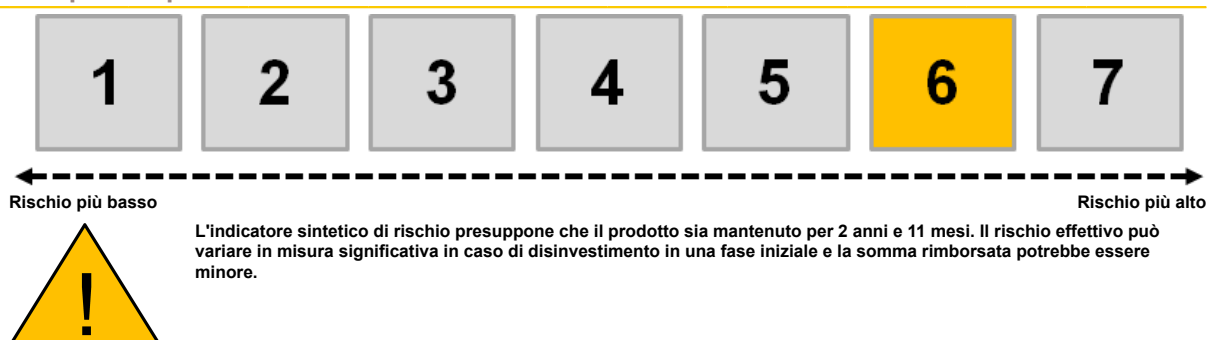 1 2 3 4 5 6 7
Rischio più basso Rischio più alto
L'indicatore sintetico di rischio presuppone che il prodotto sia mantenuto per 2 anni e 11 mesi. Il rischio effettivo può
variare in misura significativa in caso di disinvestimento in una fase iniziale e la somma rimborsata potrebbe essere
minore.
!